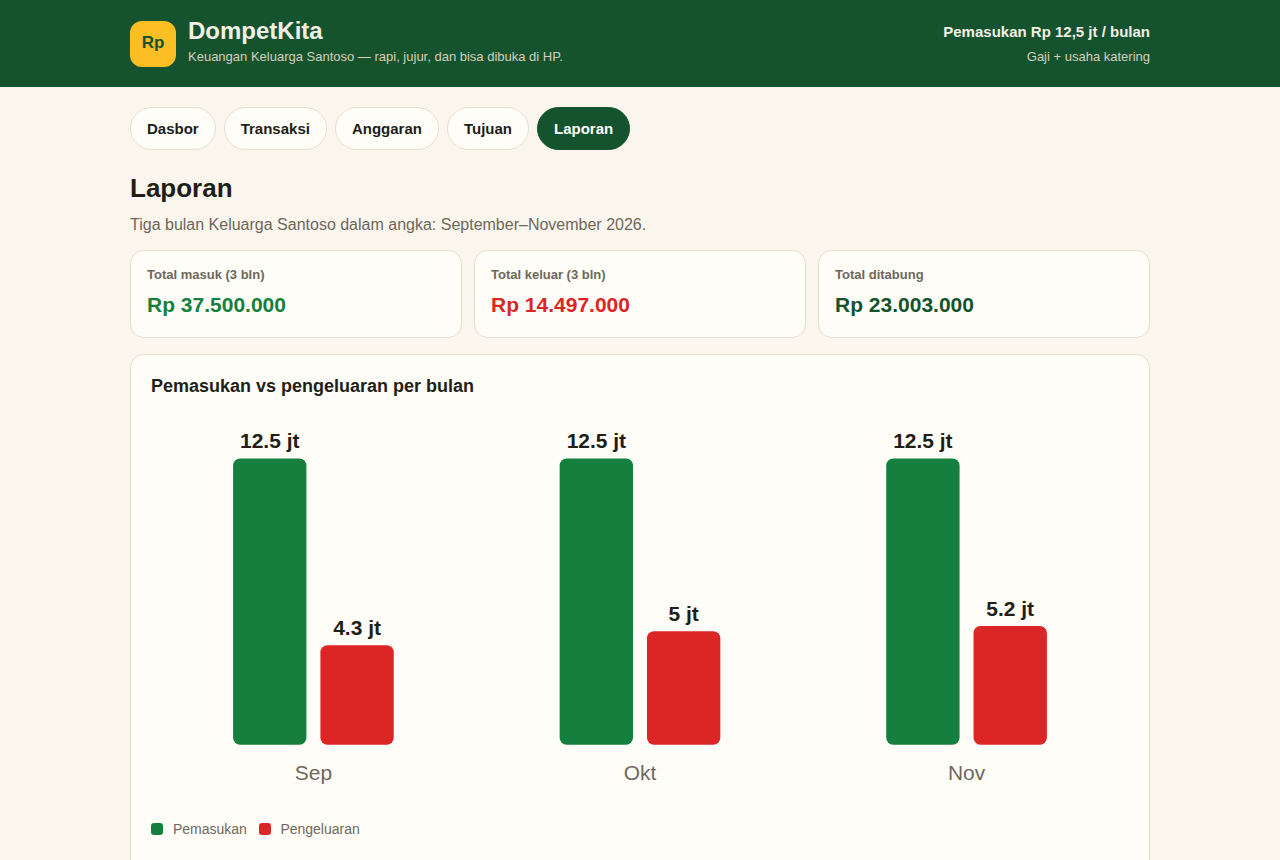 Rp
DompetKita
Keuangan Keluarga Santoso — rapi, jujur, dan bisa dibuka di HP.
Pemasukan Rp 12,5 jt / bulan
Gaji + usaha katering
Dasbor
Transaksi
Anggaran
Tujuan
Laporan
Laporan
Tiga bulan Keluarga Santoso dalam angka: September–November 2026.
Total masuk (3 bln)
Rp 37.500.000
Total keluar (3 bln)
Rp 14.497.000
Total ditabung
Rp 23.003.000
Pemasukan vs pengeluaran per bulan
12.5 jt
4.3 jt
Sep
12.5 jt
5 jt
Okt
12.5 jt
5.2 jt
Nov
Pemasukan
Pengeluaran